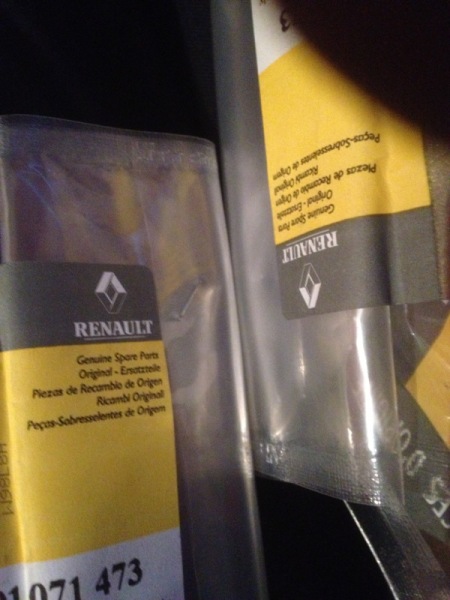 RENAULT
Genuine Spare Parts
Original - Ersatzteile
Piezas de Recambio de Origen
Ricambi Originali
Peças-Sobresselentes de Origem
071 473
RENAULT
Genuine Spare Parts
Original - Ersatzteile
Ricambi Originali
Piezas de Recambio de Origen
Peças-Sobresselentes de Origem